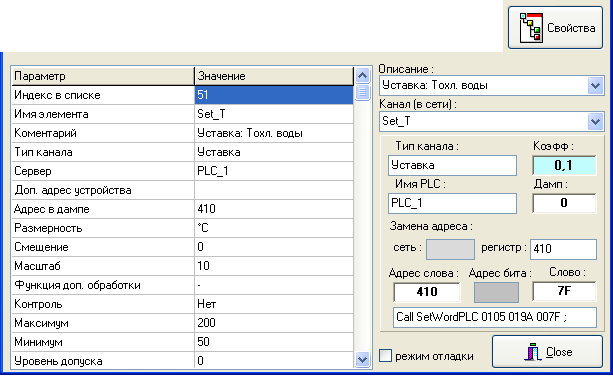 Свойства
Параметр Значение
Индекс в списке 51
Имя элемента Set_T
Коментарий Уставка: Тохл. воды
Тип канала Уставка
Сервер PLC_1
Доп. адрес устройства
Адрес в дампе 410
Размерность °C
Смещение 0
Масштаб 10
Функция доп. обработки -
Контроль Нет
Максимум 200
Минимум 50
Уровень допуска 0
Описание :
Уставка: Тохл. воды
Канал (в сети) :
Set_T
Тип канала : Коэфф :
Уставка 0,1
Имя PLC : Дамп :
PLC_1 0
Замена адреса :
сеть : регистр : 410
Адрес слова : Адрес бита : Слово :
410 7F
Call SetWordPLC 0105 019A 007F ;
режим отладки Close